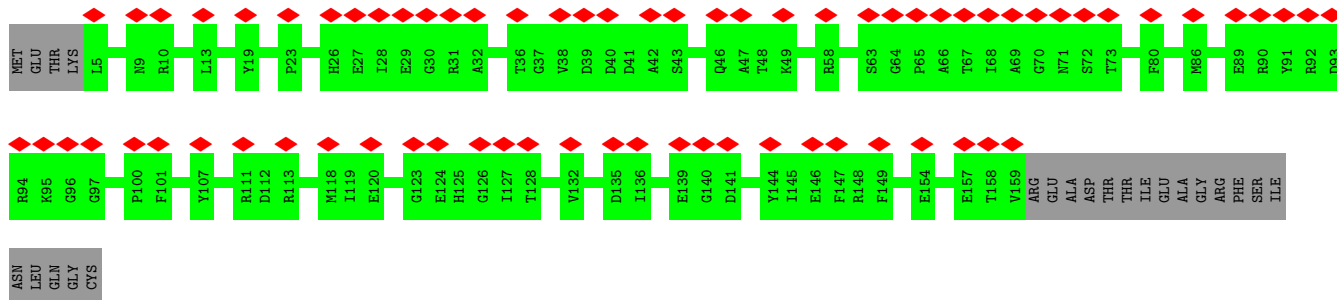 MET GLU THR LYS L5 N9 R10 L13 Y19 P23 H26 E27 I28 E29 G30 R31 A32 T36 G37 V38 D39 D40 D41 A42 S43 Q46 A47 T48 K49 R58 S63 G64 P65 A66 T67 I68 A69 G70 N71 S72 T73 F80 M86 E89 R90 Y91 R92 D93
R94 K95 G96 G97 P100 F101 Y107 R111 D112 R113 M118 I119 E120 G123 E124 H125 G126 I127 T128 V132 D135 I136 E139 G140 D141 Y144 I145 E146 F147 R148 F149 E154 E157 T158 V159 ARG GLU ALA ASP THR THR ILE GLU ALA GLY ARG PHE SER ILE
ASN LEU GLN GLY CYS